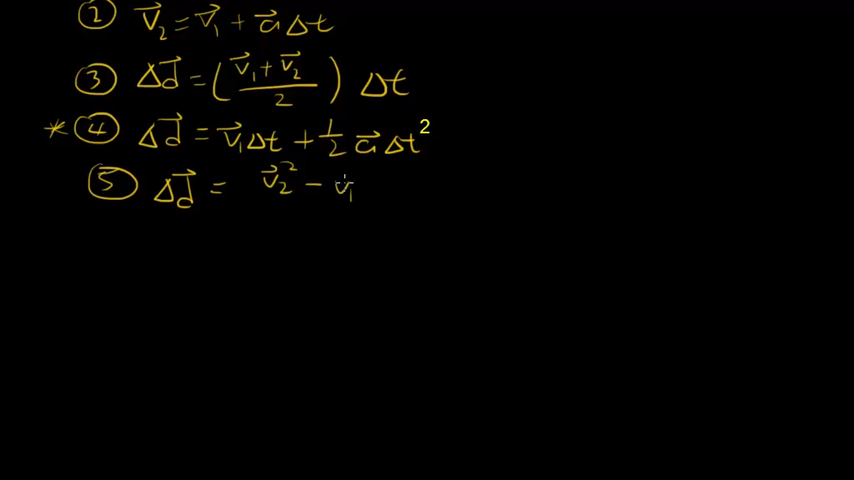 ② v⃗₂ = v⃗₁ + a⃗ Δt
③ Δd⃗ = ( (v⃗₁ + v⃗₂) / 2 ) Δt
* ④ Δd⃗ = v⃗₁Δt + 1/2 a⃗ Δt²
⑤ Δd⃗ = v⃗₂² - v₁